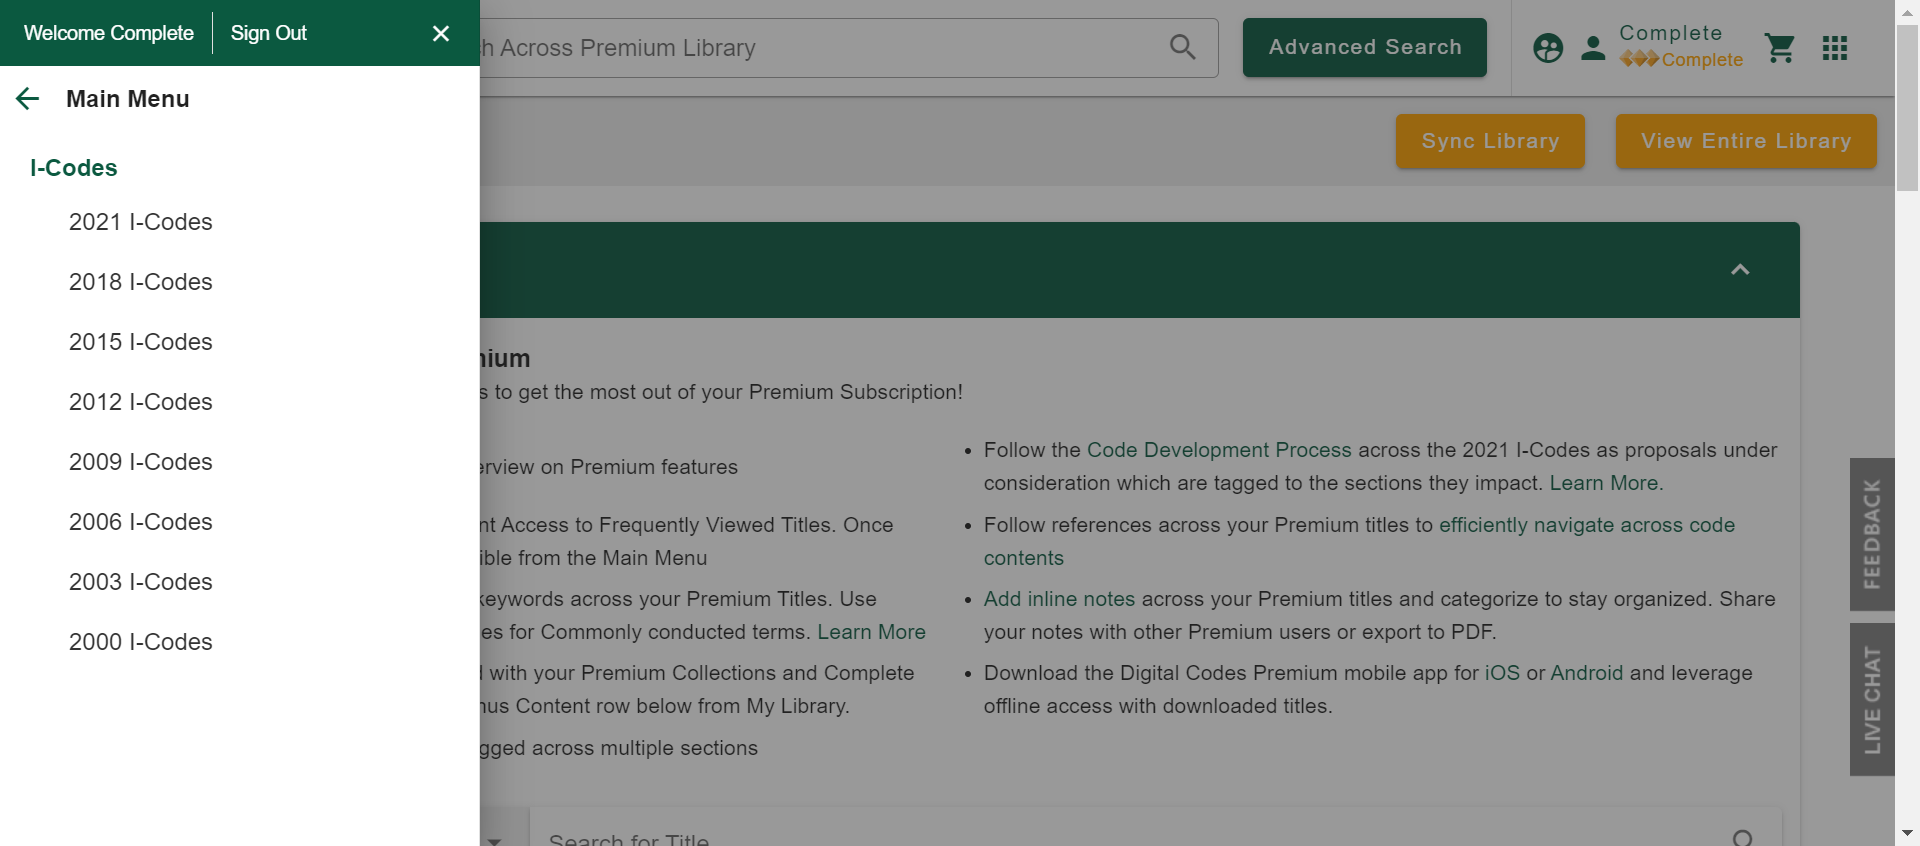 Welcome Complete
Sign Out
Main Menu
I-Codes
2021 I-Codes
2018 I-Codes
2015 I-Codes
2012 I-Codes
2009 I-Codes
2006 I-Codes
2003 I-Codes
2000 I-Codes
Across Premium Library
Advanced Search
Complete
Complete
Sync Library
View Entire Library
to get the most out of your Premium Subscription!
on Premium features
Access to Frequently Viewed Titles. Once
from the Main Menu
keywords across your Premium Titles. Use
for Commonly conducted terms. Learn More
with your Premium Collections and Complete
Content row below from My Library.
across multiple sections
• Follow the Code Development Process across the 2021 I-Codes as proposals under
consideration which are tagged to the sections they impact. Learn More.
• Follow references across your Premium titles to efficiently navigate across code
contents
• Add inline notes across your Premium titles and categorize to stay organized. Share
your notes with other Premium users or export to PDF.
• Download the Digital Codes Premium mobile app for iOS or Android and leverage
offline access with downloaded titles.
Search for Title
FEEDBACK
LIVE CHAT